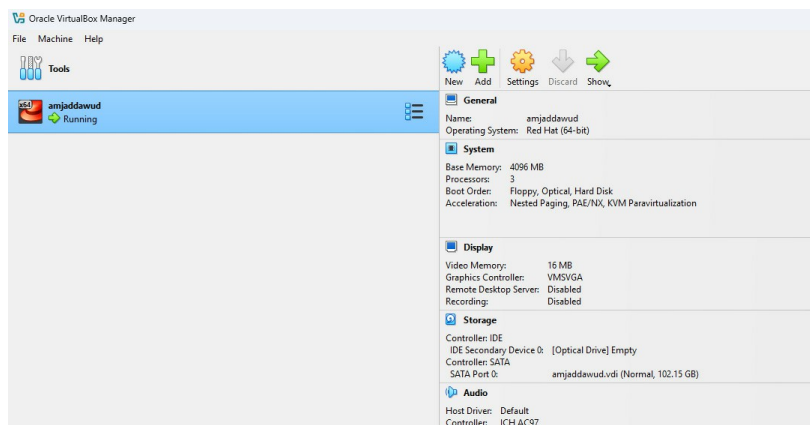 Oracle VirtualBox Manager
File Machine Help
Tools
New Add Settings Discard Show
x64
amjaddawud
Running
General
Name: amjaddawud
Operating System: Red Hat (64-bit)
System
Base Memory: 4096 MB
Processors: 3
Boot Order: Floppy, Optical, Hard Disk
Acceleration: Nested Paging, PAE/NX, KVM Paravirtualization
Display
Video Memory: 16 MB
Graphics Controller: VMSVGA
Remote Desktop Server: Disabled
Recording: Disabled
Storage
Controller: IDE
IDE Secondary Device 0: [Optical Drive] Empty
Controller: SATA
SATA Port 0: amjaddawud.vdi (Normal, 102.15 GB)
Audio
Host Driver: Default
Controller: ICH AC97